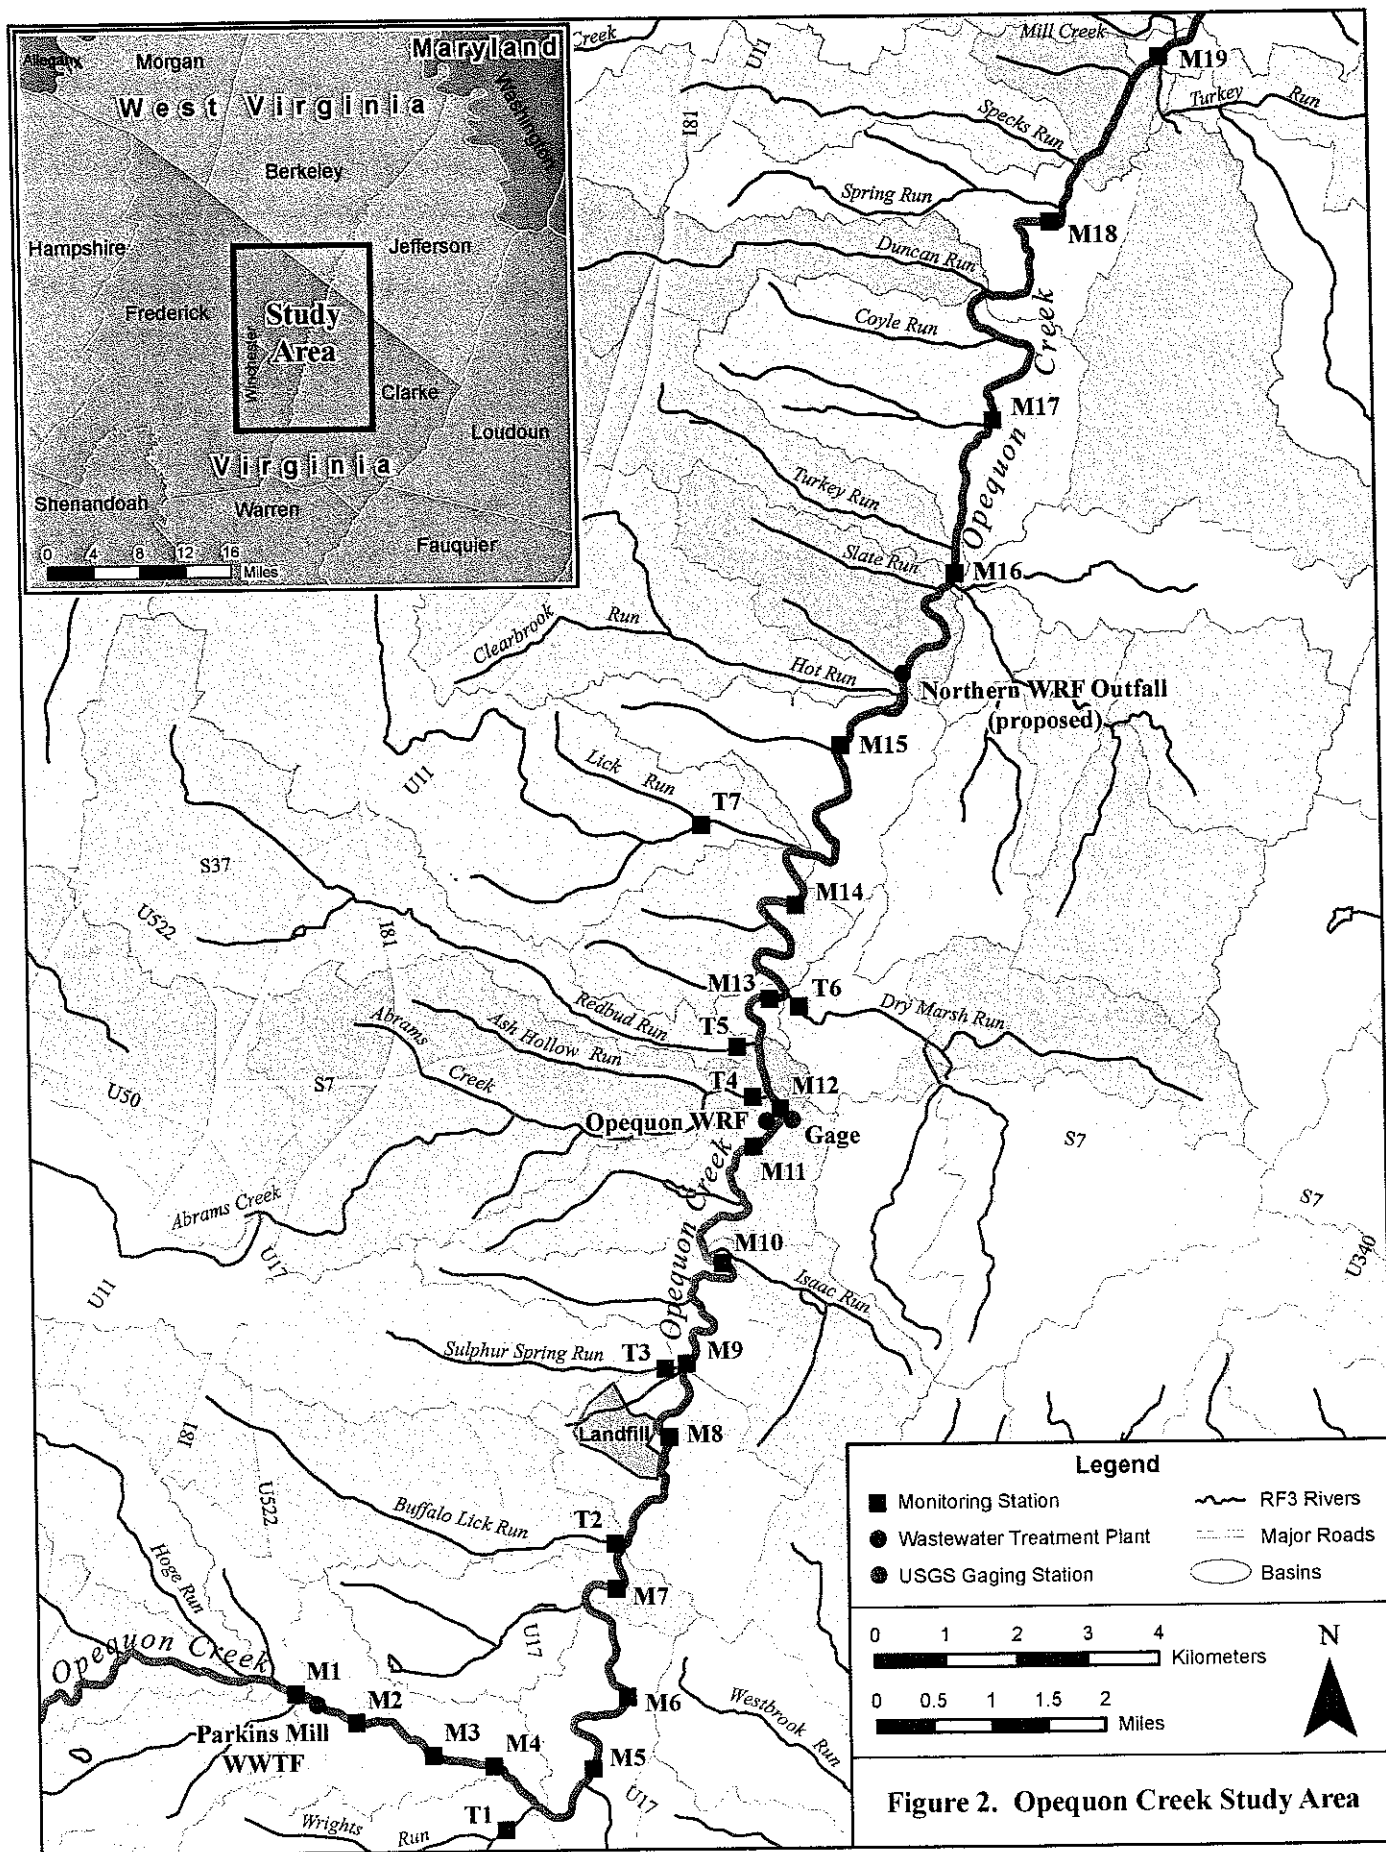 Maryland
Allegany
Morgan
Washington
West Virginia
Berkeley
Hampshire
Jefferson
Frederick
Study
Area
Winchester
Clarke
Loudoun
Virginia
Shenandoah
Warren
Fauquier
0 4 8 12 16
Miles
Creek
U11
I81
Mill Creek
M19
Turkey Run
Specks Run
Spring Run
M18
Duncan Run
Coyle Run
Opequon Creek
M17
Turkey Run
Slate Run
M16
Clearbrook Run
Hot Run
Northern WRF Outfall
(proposed)
M15
U11
Lick Run
T7
S37
M14
U522
I81
M13
T6
Dry Marsh Run
Redbud Run
T5
Ash Hollow Run
Abrams Creek
S7
U50
T4
M12
Opequon WRF
Gage
M11
S7
S7
Abrams Creek
U17
Opequon Creek
M10
Isaac Run
U340
U11
Sulphur Spring Run
T3
M9
Landfill
M8
I81
U522
Buffalo Lick Run
T2
Hoge Run
M7
U17
Opequon Creek
M1
M2
Parkins Mill
WWTF
M3
M4
M6
M5
Westbrook Run
U17
T1
Wrights Run
Legend
Monitoring Station
RF3 Rivers
Wastewater Treatment Plant
Major Roads
USGS Gaging Station
Basins
0 1 2 3 4
Kilometers
0 0.5 1 1.5 2
Miles
N
Figure 2. Opequon Creek Study Area